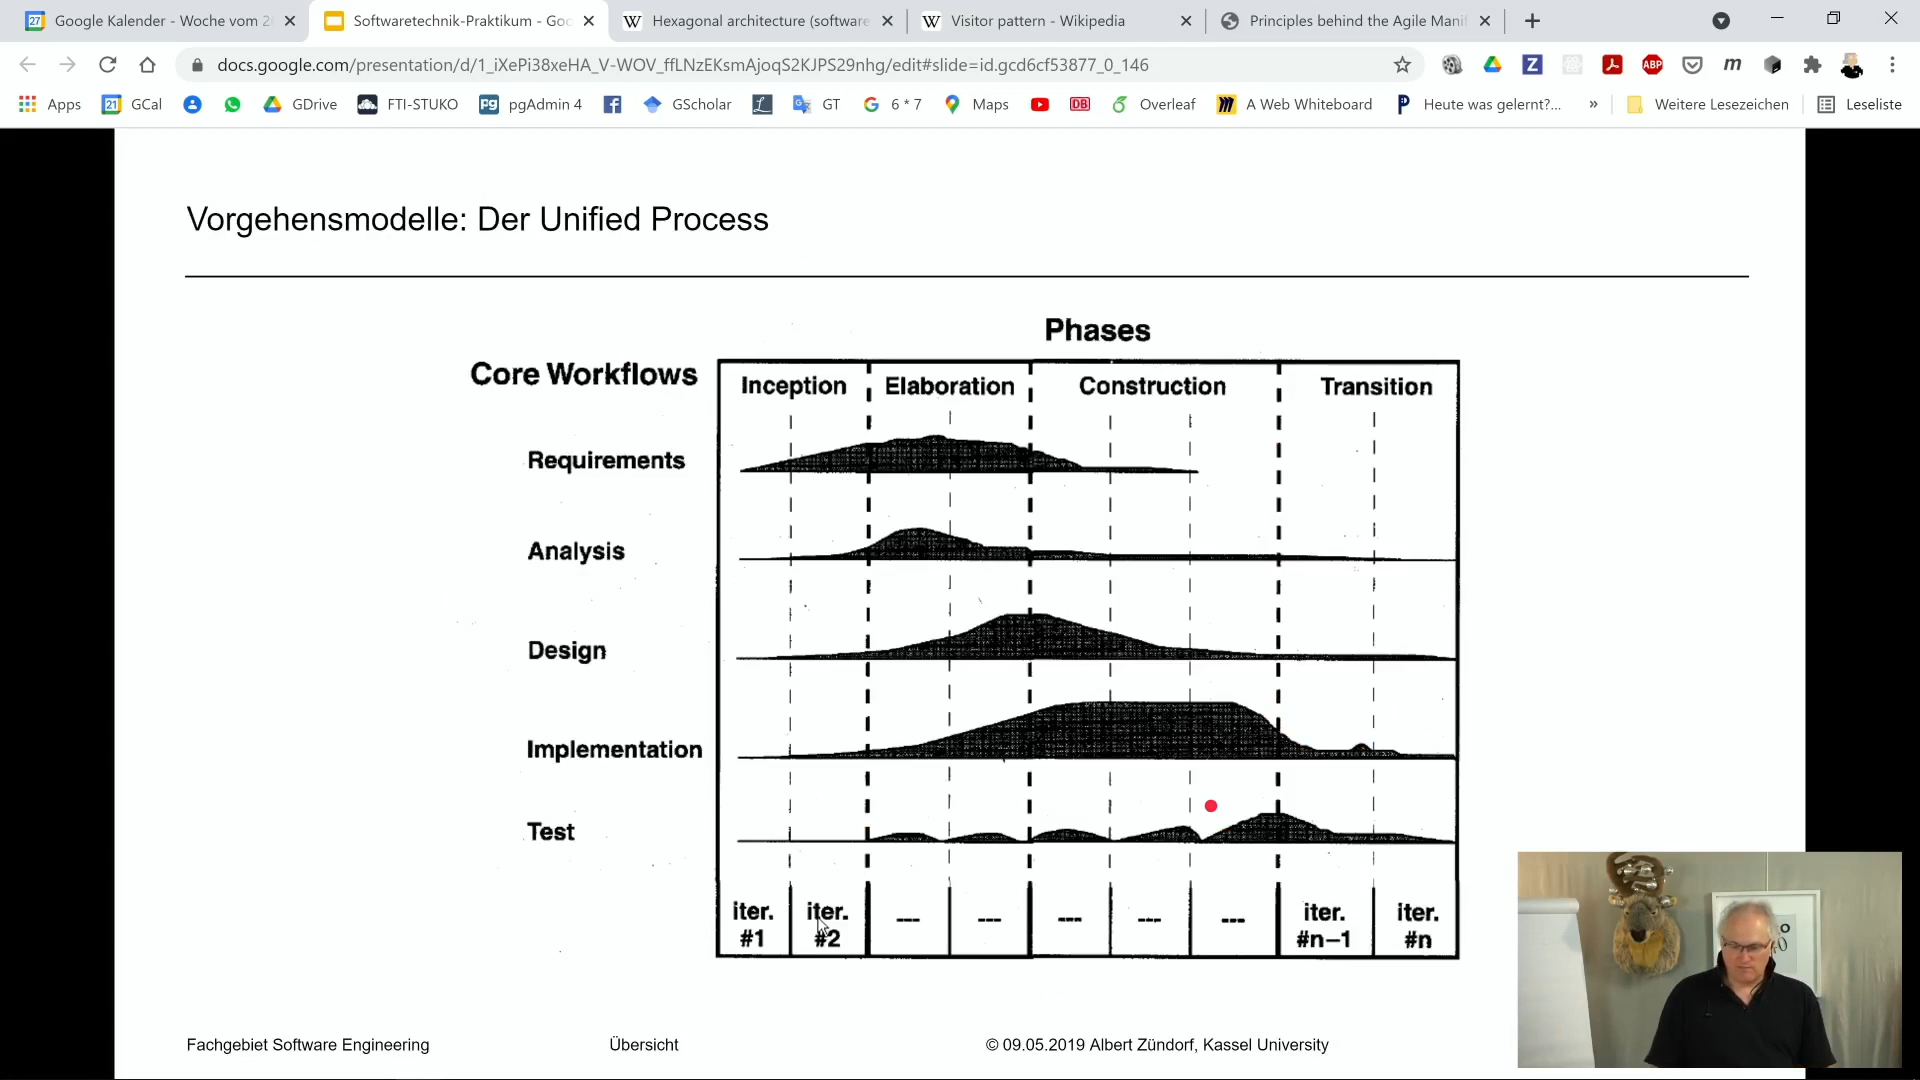 Google Kalender - Woche vom 2
Softwaretechnik-Praktikum - Goo
Hexagonal architecture (software
Visitor pattern - Wikipedia
Principles behind the Agile Manif
docs.google.com/presentation/d/1_iXePi38xeHA_V-WOV_ffLNzEKsmAjoqS2KJPS29nhg/edit#slide=id.gcd6cf53877_0_146
Apps
GCal
GDrive
FTI-STUKO
pgAdmin 4
GScholar
GT
6 * 7
Maps
Overleaf
A Web Whiteboard
Heute was gelernt?...
»
Weitere Lesezeichen
Leseliste
Vorgehensmodelle: Der Unified Process
Phases
Core Workflows
Inception
Elaboration
Construction
Transition
Requirements
Analysis
Design
Implementation
Test
iter.
#1
iter.
#2
---
---
---
---
---
iter.
#n-1
iter.
#n
Fachgebiet Software Engineering
Übersicht
© 09.05.2019 Albert Zündorf, Kassel University